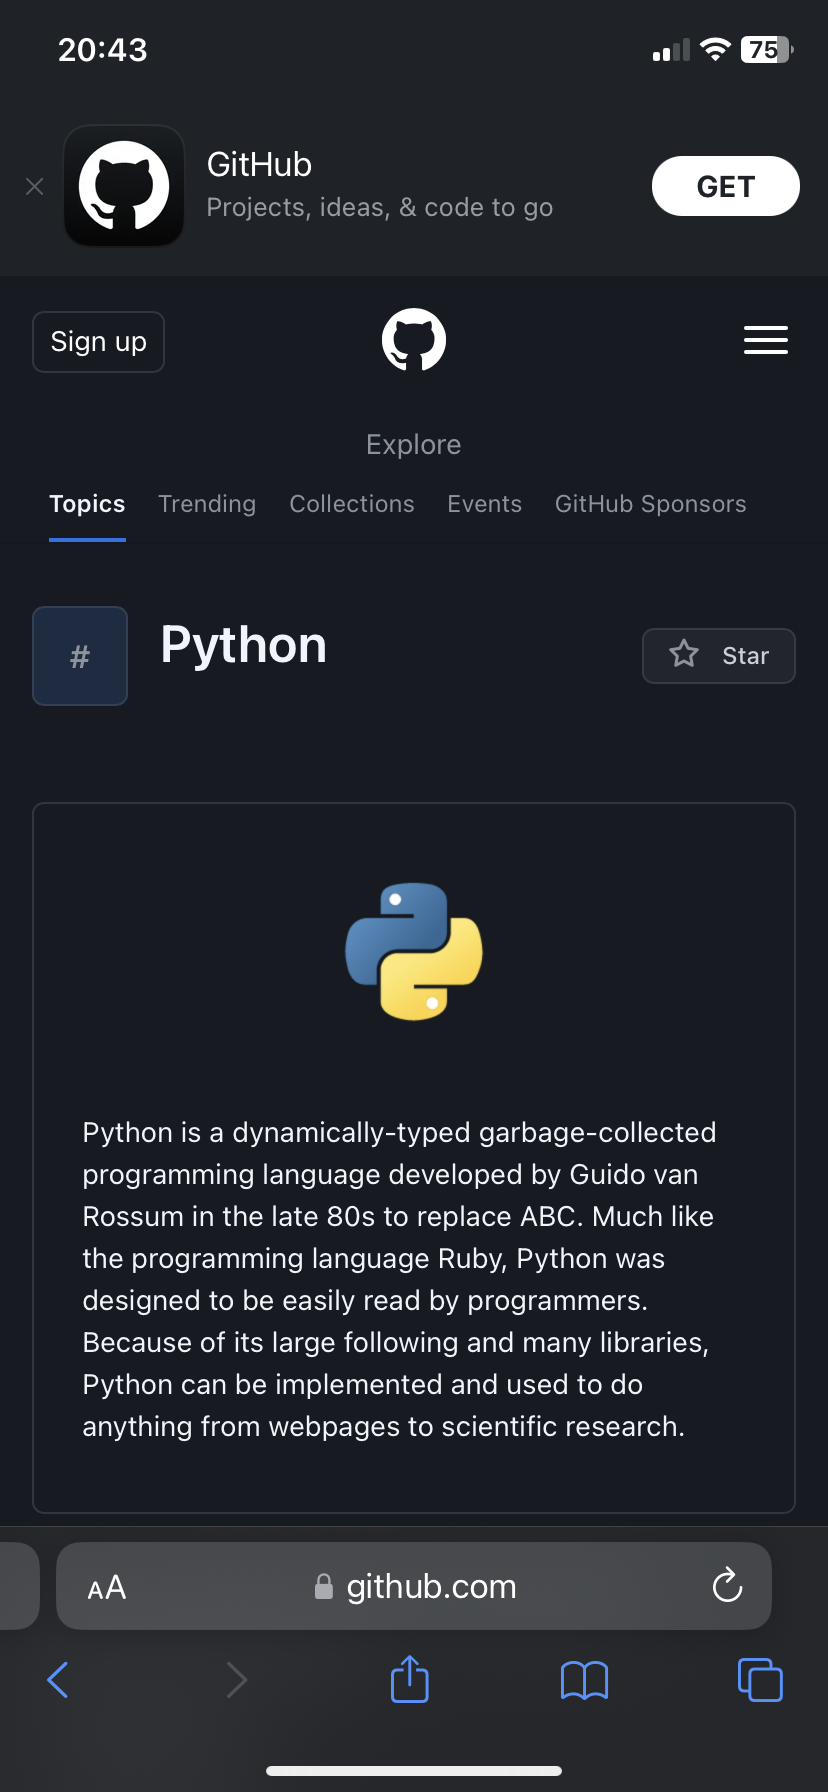 20:43
75
GitHub
Projects, ideas, & code to go
GET
Sign up
Explore
Topics Trending Collections Events GitHub Sponsors
#
Python
Star
Python is a dynamically-typed garbage-collected
programming language developed by Guido van
Rossum in the late 80s to replace ABC. Much like
the programming language Ruby, Python was
designed to be easily read by programmers.
Because of its large following and many libraries,
Python can be implemented and used to do
anything from webpages to scientific research.
AA github.com